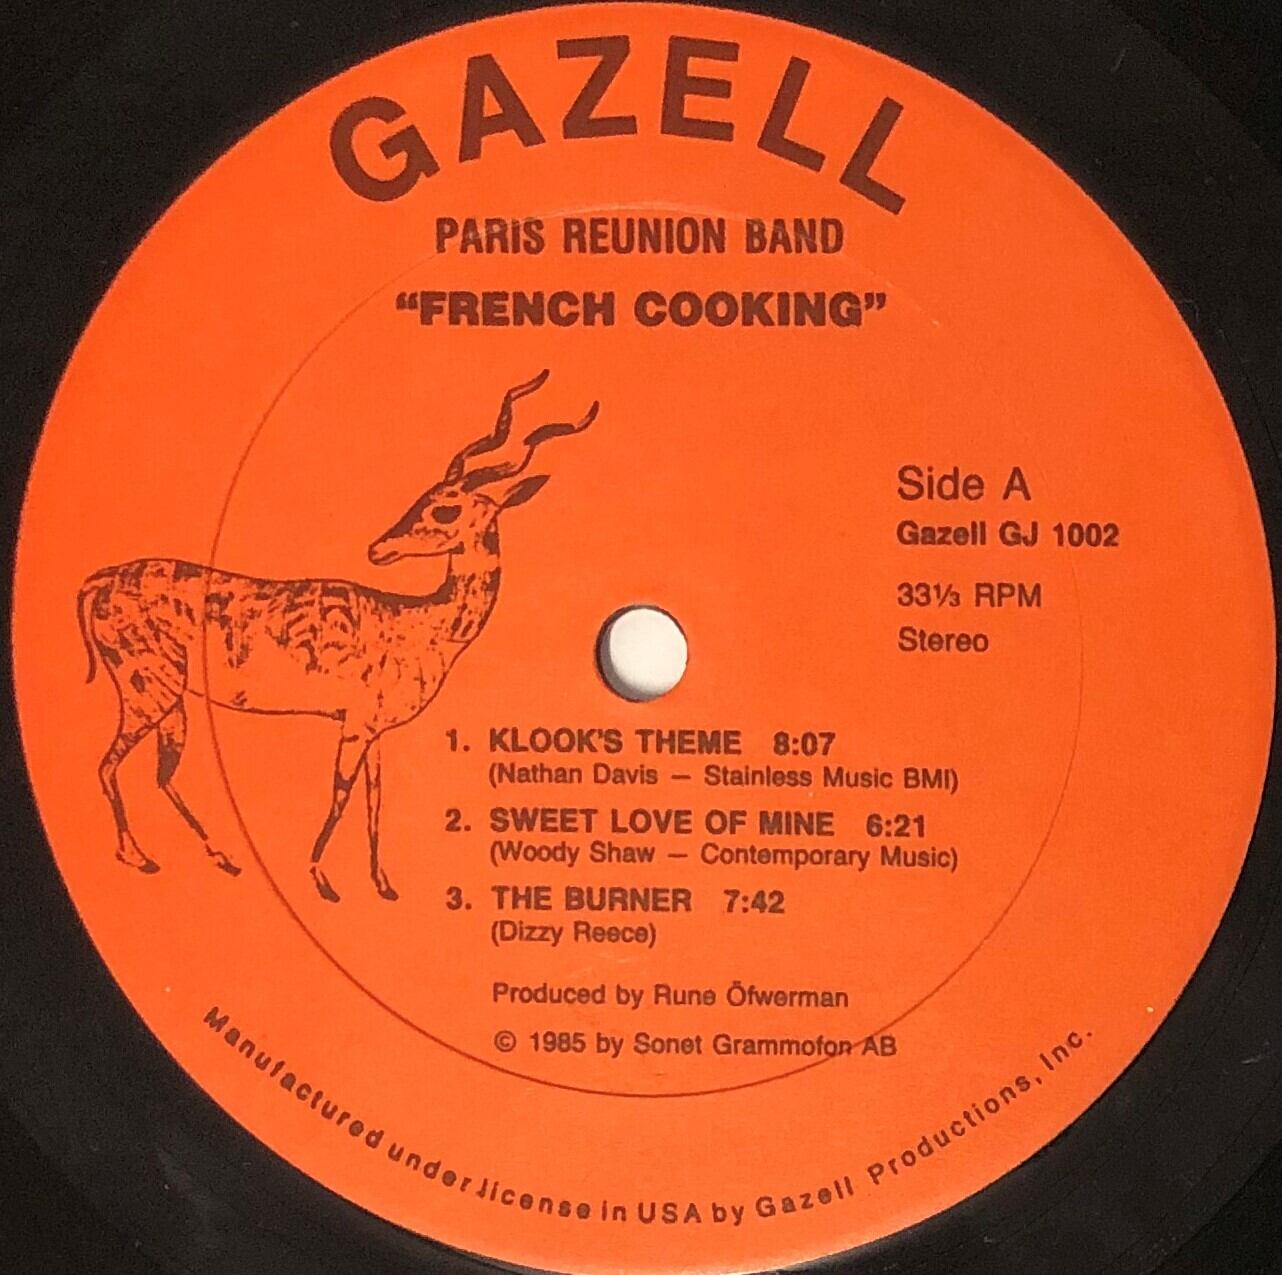 GAZELL
PARIS REUNION BAND
“FRENCH COOKING”
Side A
Gazell GJ 1002
33⅓ RPM
Stereo
1. KLOOK'S THEME 8:07
(Nathan Davis — Stainless Music BMI)
2. SWEET LOVE OF MINE 6:21
(Woody Shaw — Contemporary Music)
3. THE BURNER 7:42
(Dizzy Reece)
Produced by Rune Öfwerman
© 1985 by Sonet Grammofon AB
Manufactured under license in USA by Gazell Productions, Inc.